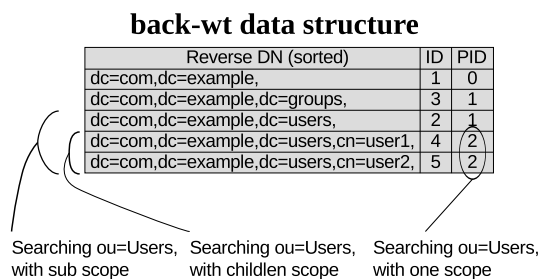 back-wt data structure
Reverse DN (sorted) ID PID
dc=com,dc=example, 1 0
dc=com,dc=example,dc=groups, 3 1
dc=com,dc=example,dc=users, 2 1
dc=com,dc=example,dc=users,cn=user1, 4 2
dc=com,dc=example,dc=users,cn=user2, 5 2
Searching ou=Users, Searching ou=Users, Searching ou=Users,
with sub scope with childlen scope with one scope